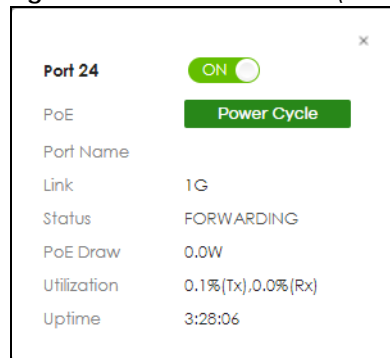 ×
Port 24 ON
PoE Power Cycle
Port Name
Link 1G
Status FORWARDING
PoE Draw 0.0W
Utilization 0.1%(Tx),0.0%(Rx)
Uptime 3:28:06